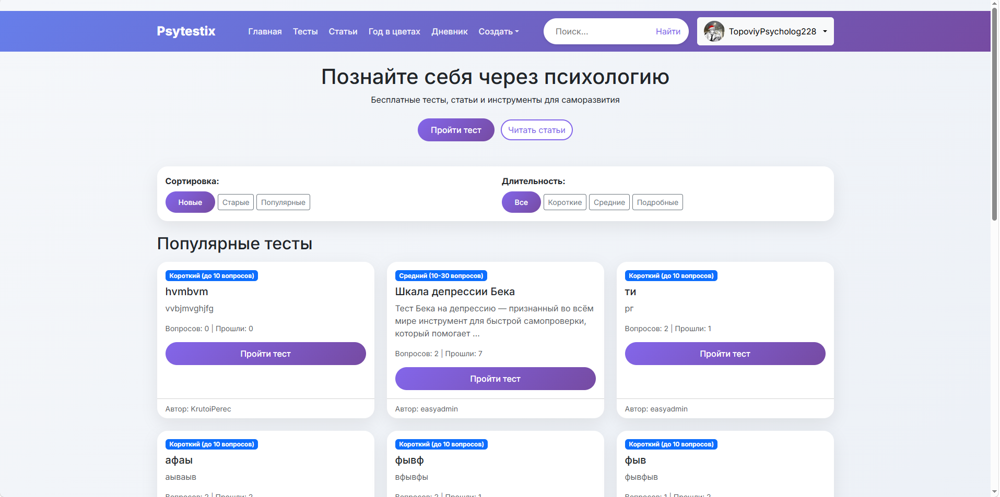 Psytestix
Главная Тесты Статьи Год в цветах Дневник Создать
Поиск... Найти
TopoviyPsycholog228
Познайте себя через психологию
Бесплатные тесты, статьи и инструменты для саморазвития
Пройти тест Читать статьи
Сортировка:
Новые Старые Популярные
Длительность:
Все Короткие Средние Подробные
Популярные тесты
Короткий (до 10 вопросов)
hvmbvm
vvbjmvghjfg
Вопросов: 0 | Прошли: 0
Пройти тест
Автор: KrutoiPerec
Средний (10-30 вопросов)
Шкала депрессии Бека
Тест Бека на депрессию — признанный во всём
мире инструмент для быстрой самопроверки,
который помогает ...
Вопросов: 2 | Прошли: 7
Пройти тест
Автор: easyadmin
Короткий (до 10 вопросов)
ти
рг
Вопросов: 2 | Прошли: 1
Пройти тест
Автор: easyadmin
Короткий (до 10 вопросов)
афаы
аываыв
Вопросов: 2 | Прошли: 2
Короткий (до 10 вопросов)
фывф
вфывфы
Вопросов: 2 | Прошли: 1
Короткий (до 10 вопросов)
фыв
фывфыв
Вопросов: 1 | Прошли: 2